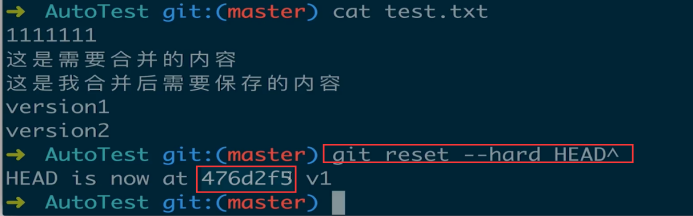 ➜ AutoTest git:(master) cat test.txt
1111111
这是需要合并的内容
这是我合并后需要保存的内容
version1
version2
➜ AutoTest git:(master) git reset --hard HEAD^
HEAD is now at 476d2f5 v1
➜ AutoTest git:(master)